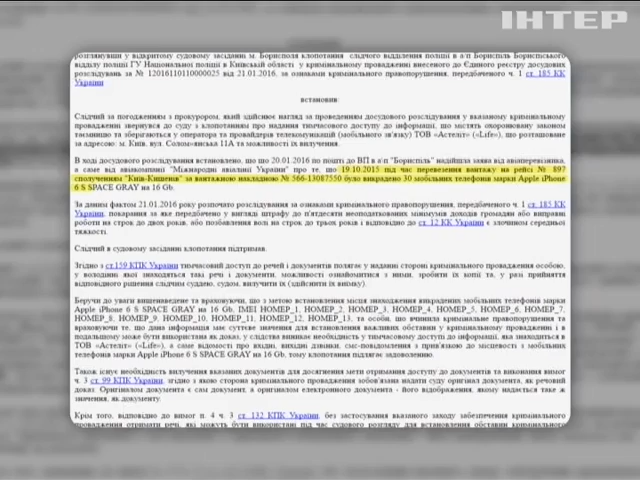 ІНТЕР
розглянувши у відкритому судовому засіданні м. Борисполя клопотання слідчого відділення поліції в а/п Бориспіль Бориспільського
відділу поліції ГУ Національної поліції в Київській області у кримінальному провадженні внесеного до Єдиного реєстру досудових
розслідувань за № 12016110110000025 від 21.01.2016, за ознаками кримінального правопорушення, передбаченого ч. 1 ст. 185 КК
України
встановив:
Слідчий за погодженням з прокурором, який здійснює нагляд за проведенням досудового розслідування у вказаному кримінальному
провадженні звернувся до суду з клопотанням про надання тимчасового доступу до інформації, що містять охоронювану законом
таємницю та зберігаються у оператора та провайдерів телекомунікацій (мобільного зв'язку) ТОВ «Астеліт» («Life»), що розташоване
за адресою: м. Київ, вул. Солом»янська 11А та можливості їх вилучення.
В ході досудового розслідування встановлено, що 20.01.2016 по пошті до ВП в а/п "Бориспіль" надійшла заява від авіаперевізника,
а саме від авіакомпанії "Міжнародні авіалінії України" про те, що 19.10.2015 під час перевезення вантажу на рейсі № 897
сполученням "Київ-Кишенев" за вантажною накладною № 566-13087550 було викрадено 30 мобільних телефонів марки Apple iPhone
6 S SPACE GRAY на 16 Gb.
За даним фактом 21.01.2016 року розпочато розслідування за ознаками кримінального правопорушення, передбаченого ч. 1 ст. 185 КК
України, покарання за яке передбачено у вигляді штрафу до п'ятдесяти неоподаткованих мінімумів доходів громадян або виправні
роботи на строк до двох років, або позбавлення волі на строк до трьох років і відповідно до ст. 12 КК України є злочином середньої
тяжкості.
Слідчий в судовому засіданні клопотання підтримав.
Згідно з ст.159 КПК України тимчасовий доступ до речей і документів полягає у наданні стороні кримінального провадження особою,
у володінні якої знаходяться такі речі і документи, можливості ознайомитися з ними, зробити їх копії та, у разі прийняття
відповідного рішення слідчим суддею, судом, вилучити їх (здійснити їх виїмку).
Беручи до уваги вищенаведене та враховуючи, що з метою встановлення місця знаходження викрадених мобільних телефонів марки
Apple iPhone 6 S SPACE GRAY на 16 Gb, IMEI НОМЕР_1, НОМЕР_2, НОМЕР_3, НОМЕР_4, НОМЕР_5, НОМЕР_6, НОМЕР_7,
НОМЕР_8, НОМЕР_9, НОМЕР_10, НОМЕР_11, НОМЕР_12, НОМЕР_13, та особи, що вчинила кримінальне правопорушення та
враховуючи те, що дана інформація має суттєве значення для встановлення важливих обставин у кримінальному провадженні і в
подальшому може бути використана як доказ, у слідства виникає необхідність у тимчасовому доступі до інформації, яка знаходиться в
ТОВ «Астеліт» («Life»), а саме відомості про вхідні, вихідні дзвінки, смс-повідомлення з прив'язкою до місцевості з мобільних
телефонів марки Apple iPhone 6 S SPACE GRAY на 16 Gb, тому клопотання підлягає задоволенню.
Також існує необхідність вилучення вказаних документів для досягнення мети отримання доступу до документів та виконання вимог
ч. 3 ст. 99 КПК України, згідно з якою сторона кримінального провадження зобов'язана надати суду оригінал документа, як речовий
доказ. Оригіналом документа є сам документ, а оригіналом електронного документа - його відображення, якому надається таке ж
значення, як документу.
Крім того, відповідно до вимог п. 4 ч. 3 ст. 132 КПК України, без застосування вказаного заходу забезпечення кримінального
провадження отримати речі, які можуть бути використані під час судового розгляду для встановлення обставин кримінального